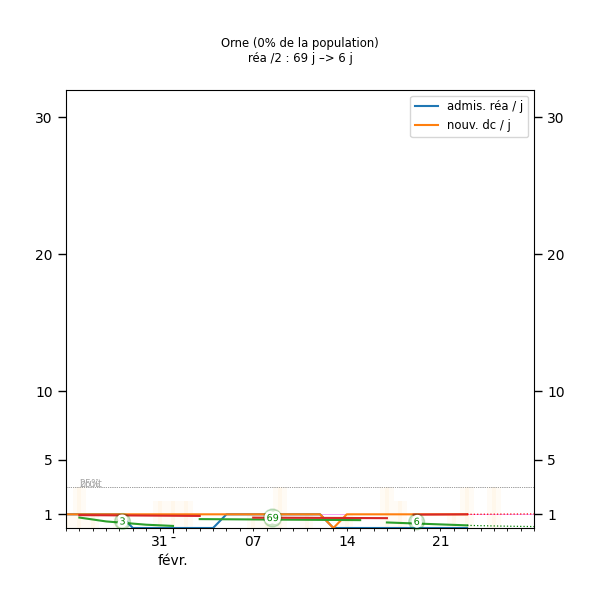 Orne (0% de la population)
réa /2 : 69 j –> 6 j
admis. réa / j
nouv. dc / j
30 30
20 20
10 10
5 5
1 1
3 69 6
31 - 07 14 21
févr.